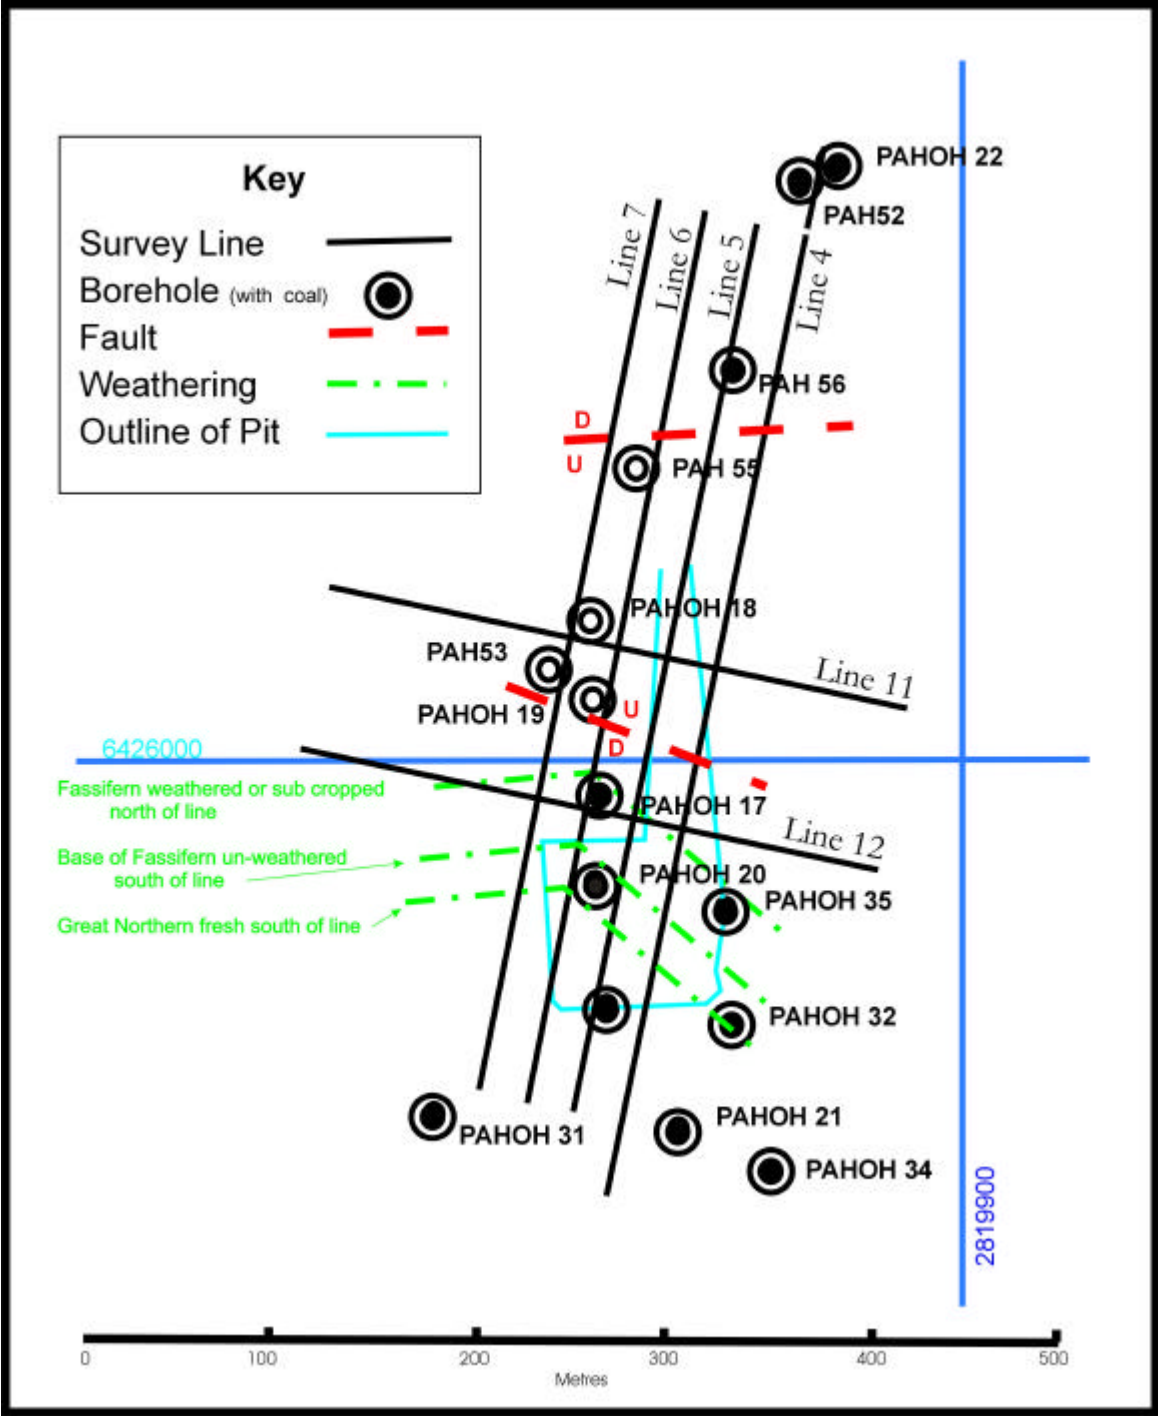 Key
Survey Line
Borehole (with coal)
Fault
Weathering
Outline of Pit
PAHOH 22
PAH52
Line 7
Line 6
Line 5
Line 4
PAH 56
D
U
PAH 55
PAHOH 18
PAH53
Line 11
PAHOH 19
U
D
6426000
Fassifern weathered or sub cropped
north of line
PAHOH 17
Line 12
Base of Fassifern un-weathered
south of line
PAHOH 20
PAHOH 35
Great Northern fresh south of line
PAHOH 32
PAHOH 31
PAHOH 21
PAHOH 34
2819900
0 100 200 300 400 500
Metres